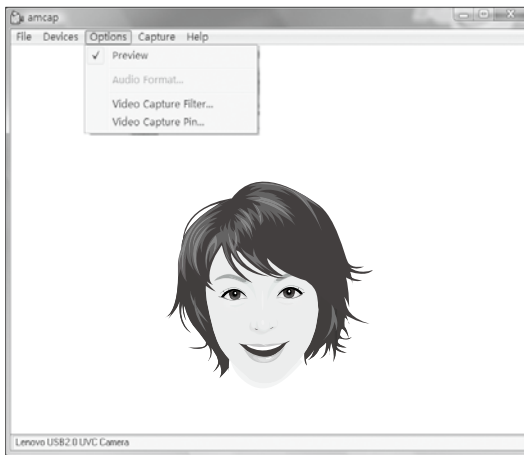 amcap
File Devices Options Capture Help
✓ Preview
Audio Format...
Video Capture Filter...
Video Capture Pin...
Lenovo USB2.0 UVC Camera